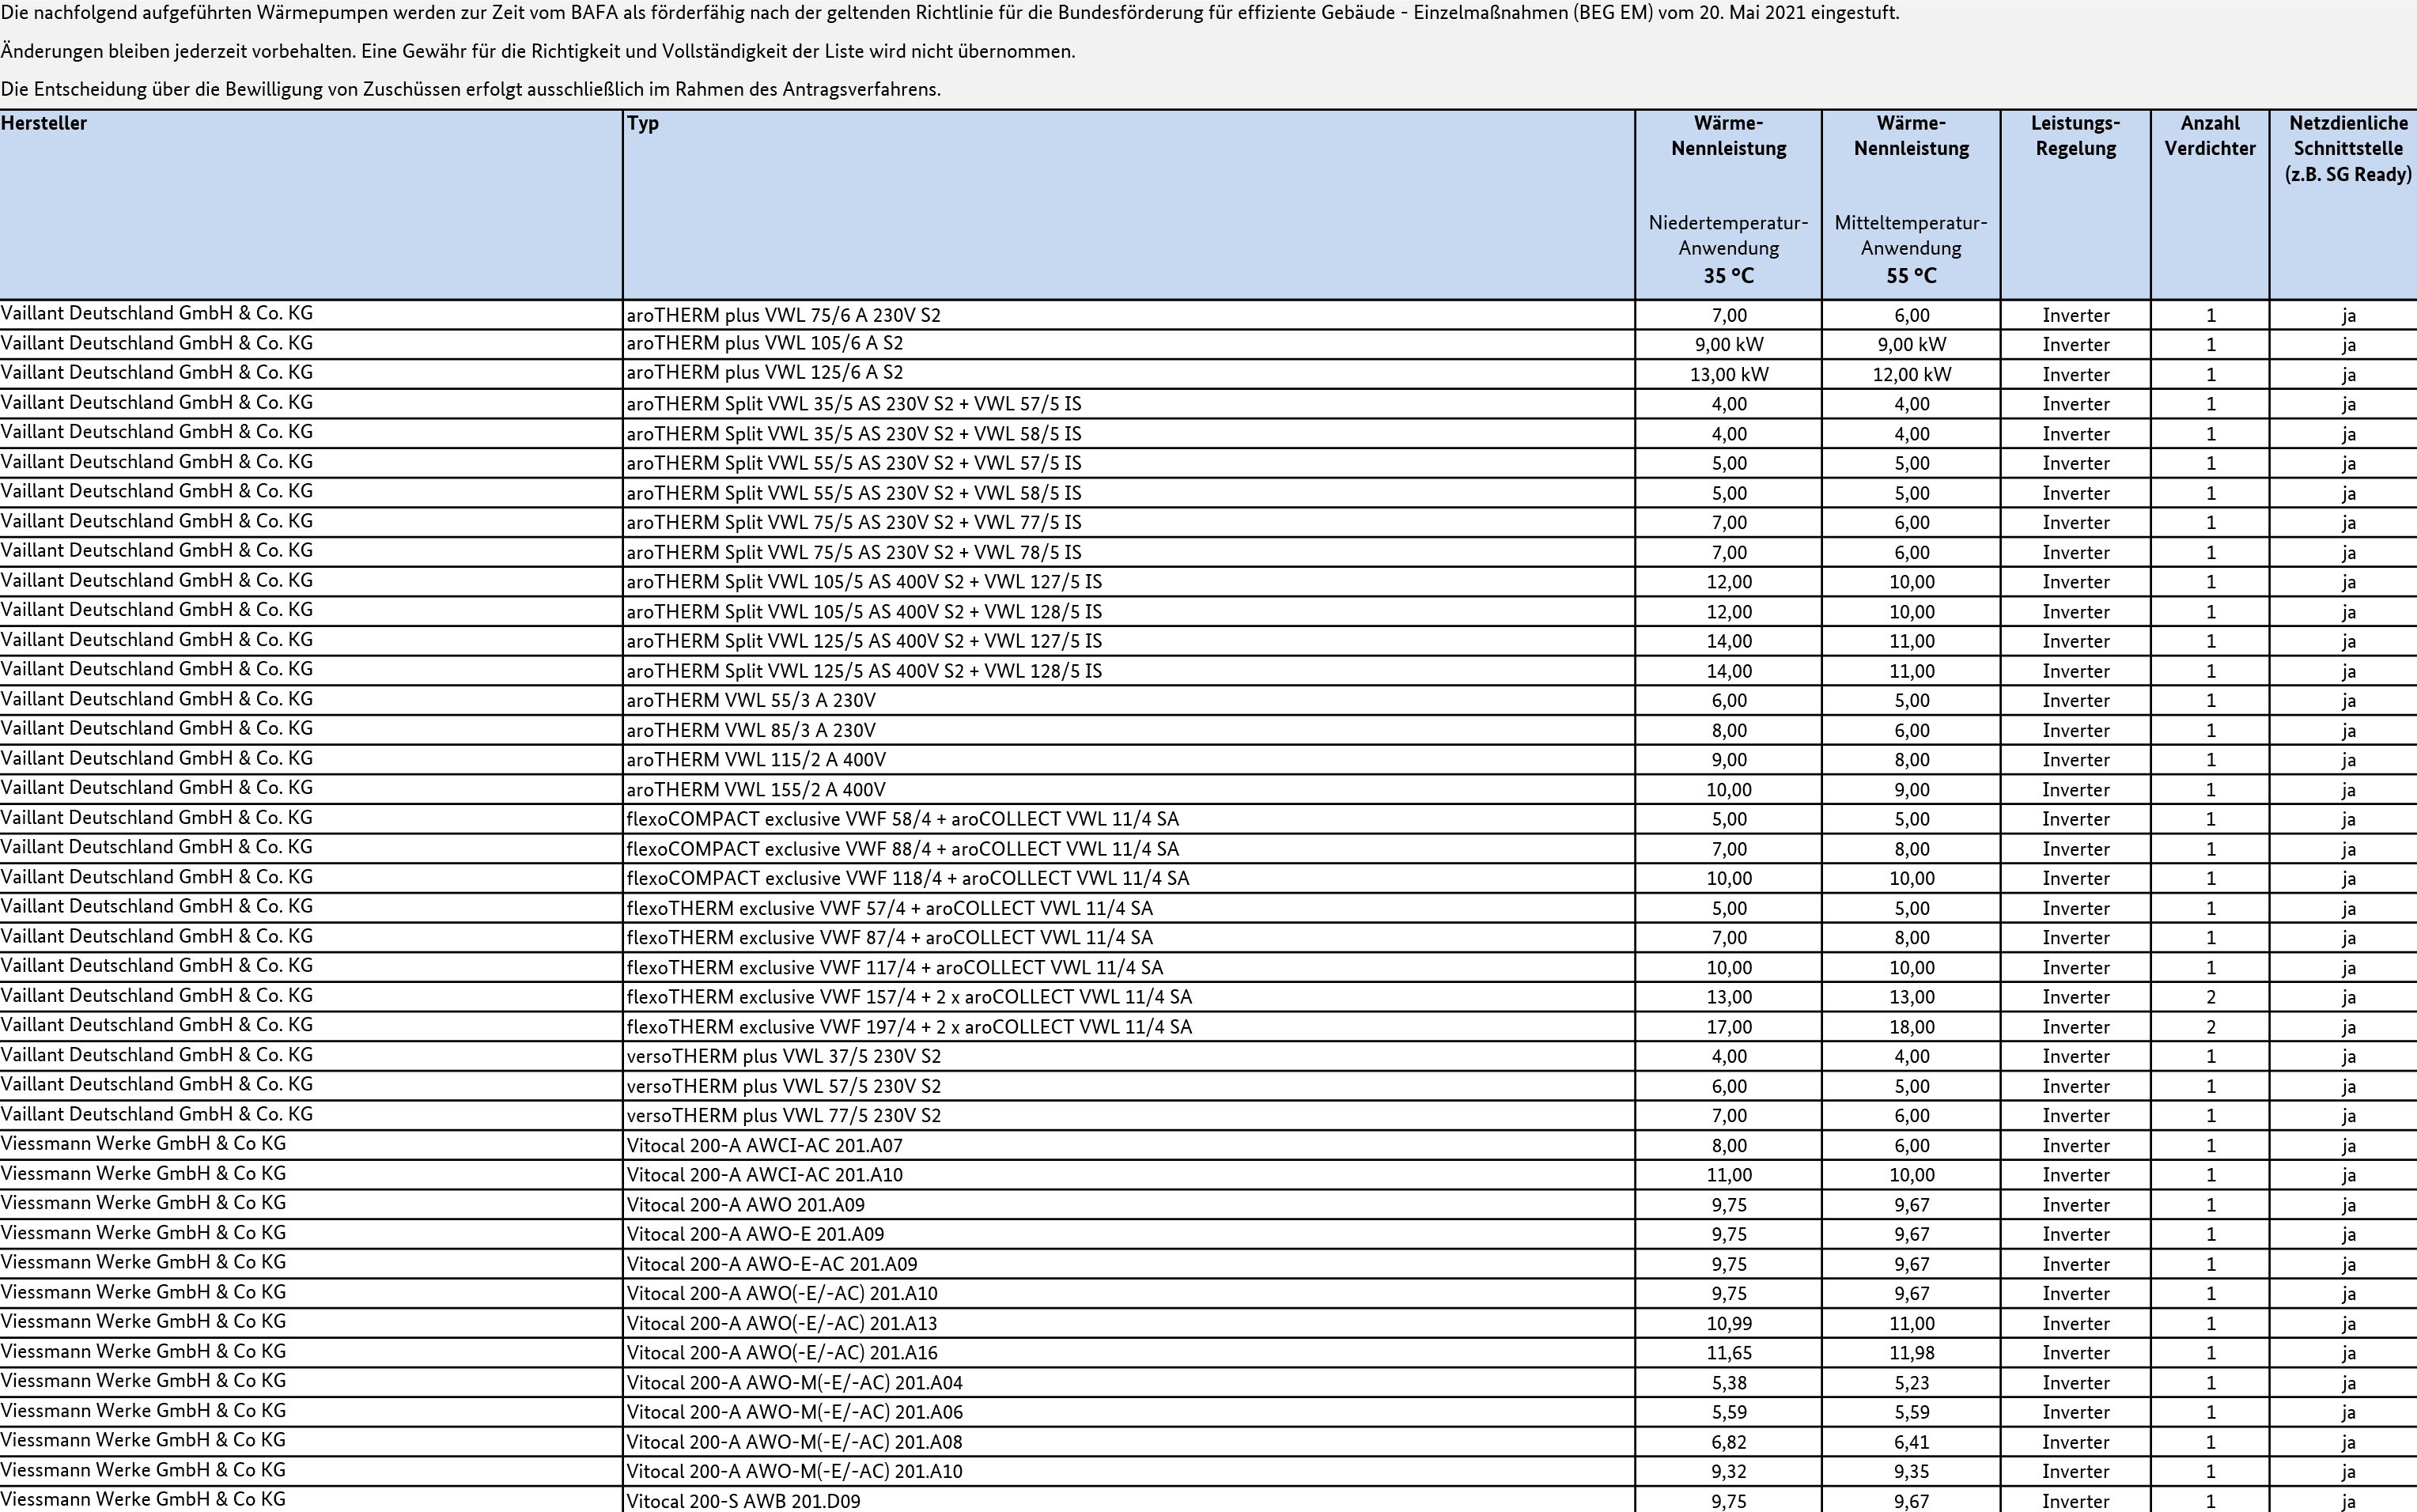 Die nachfolgend aufgeführten Wärmepumpen werden zur Zeit vom BAFA als förderfähig nach der geltenden Richtlinie für die Bundesförderung für effiziente Gebäude - Einzelmaßnahmen (BEG EM) vom 20. Mai 2021 eingestuft.
Änderungen bleiben jederzeit vorbehalten. Eine Gewähr für die Richtigkeit und Vollständigkeit der Liste wird nicht übernommen.
Die Entscheidung über die Bewilligung von Zuschüssen erfolgt ausschließlich im Rahmen des Antragsverfahrens.
Hersteller Typ Wärme- Wärme- Leistungs- Anzahl Netzdienliche
Nennleistung Nennleistung Regelung Verdichter Schnittstelle
(z.B. SG Ready)
Niedertemperatur- Mitteltemperatur-
Anwendung Anwendung
35 °C 55 °C
Vaillant Deutschland GmbH & Co. KG aroTHERM plus VWL 75/6 A 230V S2 7,00 6,00 Inverter 1 ja
Vaillant Deutschland GmbH & Co. KG aroTHERM plus VWL 105/6 A S2 9,00 kW 9,00 kW Inverter 1 ja
Vaillant Deutschland GmbH & Co. KG aroTHERM plus VWL 125/6 A S2 13,00 kW 12,00 kW Inverter 1 ja
Vaillant Deutschland GmbH & Co. KG aroTHERM Split VWL 35/5 AS 230V S2 + VWL 57/5 IS 4,00 4,00 Inverter 1 ja
Vaillant Deutschland GmbH & Co. KG aroTHERM Split VWL 35/5 AS 230V S2 + VWL 58/5 IS 4,00 4,00 Inverter 1 ja
Vaillant Deutschland GmbH & Co. KG aroTHERM Split VWL 55/5 AS 230V S2 + VWL 57/5 IS 5,00 5,00 Inverter 1 ja
Vaillant Deutschland GmbH & Co. KG aroTHERM Split VWL 55/5 AS 230V S2 + VWL 58/5 IS 5,00 5,00 Inverter 1 ja
Vaillant Deutschland GmbH & Co. KG aroTHERM Split VWL 75/5 AS 230V S2 + VWL 77/5 IS 7,00 6,00 Inverter 1 ja
Vaillant Deutschland GmbH & Co. KG aroTHERM Split VWL 75/5 AS 230V S2 + VWL 78/5 IS 7,00 6,00 Inverter 1 ja
Vaillant Deutschland GmbH & Co. KG aroTHERM Split VWL 105/5 AS 400V S2 + VWL 127/5 IS 12,00 10,00 Inverter 1 ja
Vaillant Deutschland GmbH & Co. KG aroTHERM Split VWL 105/5 AS 400V S2 + VWL 128/5 IS 12,00 10,00 Inverter 1 ja
Vaillant Deutschland GmbH & Co. KG aroTHERM Split VWL 125/5 AS 400V S2 + VWL 127/5 IS 14,00 11,00 Inverter 1 ja
Vaillant Deutschland GmbH & Co. KG aroTHERM Split VWL 125/5 AS 400V S2 + VWL 128/5 IS 14,00 11,00 Inverter 1 ja
Vaillant Deutschland GmbH & Co. KG aroTHERM VWL 55/3 A 230V 6,00 5,00 Inverter 1 ja
Vaillant Deutschland GmbH & Co. KG aroTHERM VWL 85/3 A 230V 8,00 6,00 Inverter 1 ja
Vaillant Deutschland GmbH & Co. KG aroTHERM VWL 115/2 A 400V 9,00 8,00 Inverter 1 ja
Vaillant Deutschland GmbH & Co. KG aroTHERM VWL 155/2 A 400V 10,00 9,00 Inverter 1 ja
Vaillant Deutschland GmbH & Co. KG flexoCOMPACT exclusive VWF 58/4 + aroCOLLECT VWL 11/4 SA 5,00 5,00 Inverter 1 ja
Vaillant Deutschland GmbH & Co. KG flexoCOMPACT exclusive VWF 88/4 + aroCOLLECT VWL 11/4 SA 7,00 8,00 Inverter 1 ja
Vaillant Deutschland GmbH & Co. KG flexoCOMPACT exclusive VWF 118/4 + aroCOLLECT VWL 11/4 SA 10,00 10,00 Inverter 1 ja
Vaillant Deutschland GmbH & Co. KG flexoTHERM exclusive VWF 57/4 + aroCOLLECT VWL 11/4 SA 5,00 5,00 Inverter 1 ja
Vaillant Deutschland GmbH & Co. KG flexoTHERM exclusive VWF 87/4 + aroCOLLECT VWL 11/4 SA 7,00 8,00 Inverter 1 ja
Vaillant Deutschland GmbH & Co. KG flexoTHERM exclusive VWF 117/4 + aroCOLLECT VWL 11/4 SA 10,00 10,00 Inverter 1 ja
Vaillant Deutschland GmbH & Co. KG flexoTHERM exclusive VWF 157/4 + 2 x aroCOLLECT VWL 11/4 SA 13,00 13,00 Inverter 2 ja
Vaillant Deutschland GmbH & Co. KG flexoTHERM exclusive VWF 197/4 + 2 x aroCOLLECT VWL 11/4 SA 17,00 18,00 Inverter 2 ja
Vaillant Deutschland GmbH & Co. KG versoTHERM plus VWL 37/5 230V S2 4,00 4,00 Inverter 1 ja
Vaillant Deutschland GmbH & Co. KG versoTHERM plus VWL 57/5 230V S2 6,00 5,00 Inverter 1 ja
Vaillant Deutschland GmbH & Co. KG versoTHERM plus VWL 77/5 230V S2 7,00 6,00 Inverter 1 ja
Viessmann Werke GmbH & Co KG Vitocal 200-A AWCI-AC 201.A07 8,00 6,00 Inverter 1 ja
Viessmann Werke GmbH & Co KG Vitocal 200-A AWCI-AC 201.A10 11,00 10,00 Inverter 1 ja
Viessmann Werke GmbH & Co KG Vitocal 200-A AWO 201.A09 9,75 9,67 Inverter 1 ja
Viessmann Werke GmbH & Co KG Vitocal 200-A AWO-E 201.A09 9,75 9,67 Inverter 1 ja
Viessmann Werke GmbH & Co KG Vitocal 200-A AWO-E-AC 201.A09 9,75 9,67 Inverter 1 ja
Viessmann Werke GmbH & Co KG Vitocal 200-A AWO(-E/-AC) 201.A10 9,75 9,67 Inverter 1 ja
Viessmann Werke GmbH & Co KG Vitocal 200-A AWO(-E/-AC) 201.A13 10,99 11,00 Inverter 1 ja
Viessmann Werke GmbH & Co KG Vitocal 200-A AWO(-E/-AC) 201.A16 11,65 11,98 Inverter 1 ja
Viessmann Werke GmbH & Co KG Vitocal 200-A AWO-M(-E/-AC) 201.A04 5,38 5,23 Inverter 1 ja
Viessmann Werke GmbH & Co KG Vitocal 200-A AWO-M(-E/-AC) 201.A06 5,59 5,59 Inverter 1 ja
Viessmann Werke GmbH & Co KG Vitocal 200-A AWO-M(-E/-AC) 201.A08 6,82 6,41 Inverter 1 ja
Viessmann Werke GmbH & Co KG Vitocal 200-A AWO-M(-E/-AC) 201.A10 9,32 9,35 Inverter 1 ja
Viessmann Werke GmbH & Co KG Vitocal 200-S AWB 201.D09 9,75 9,67 Inverter 1 ja